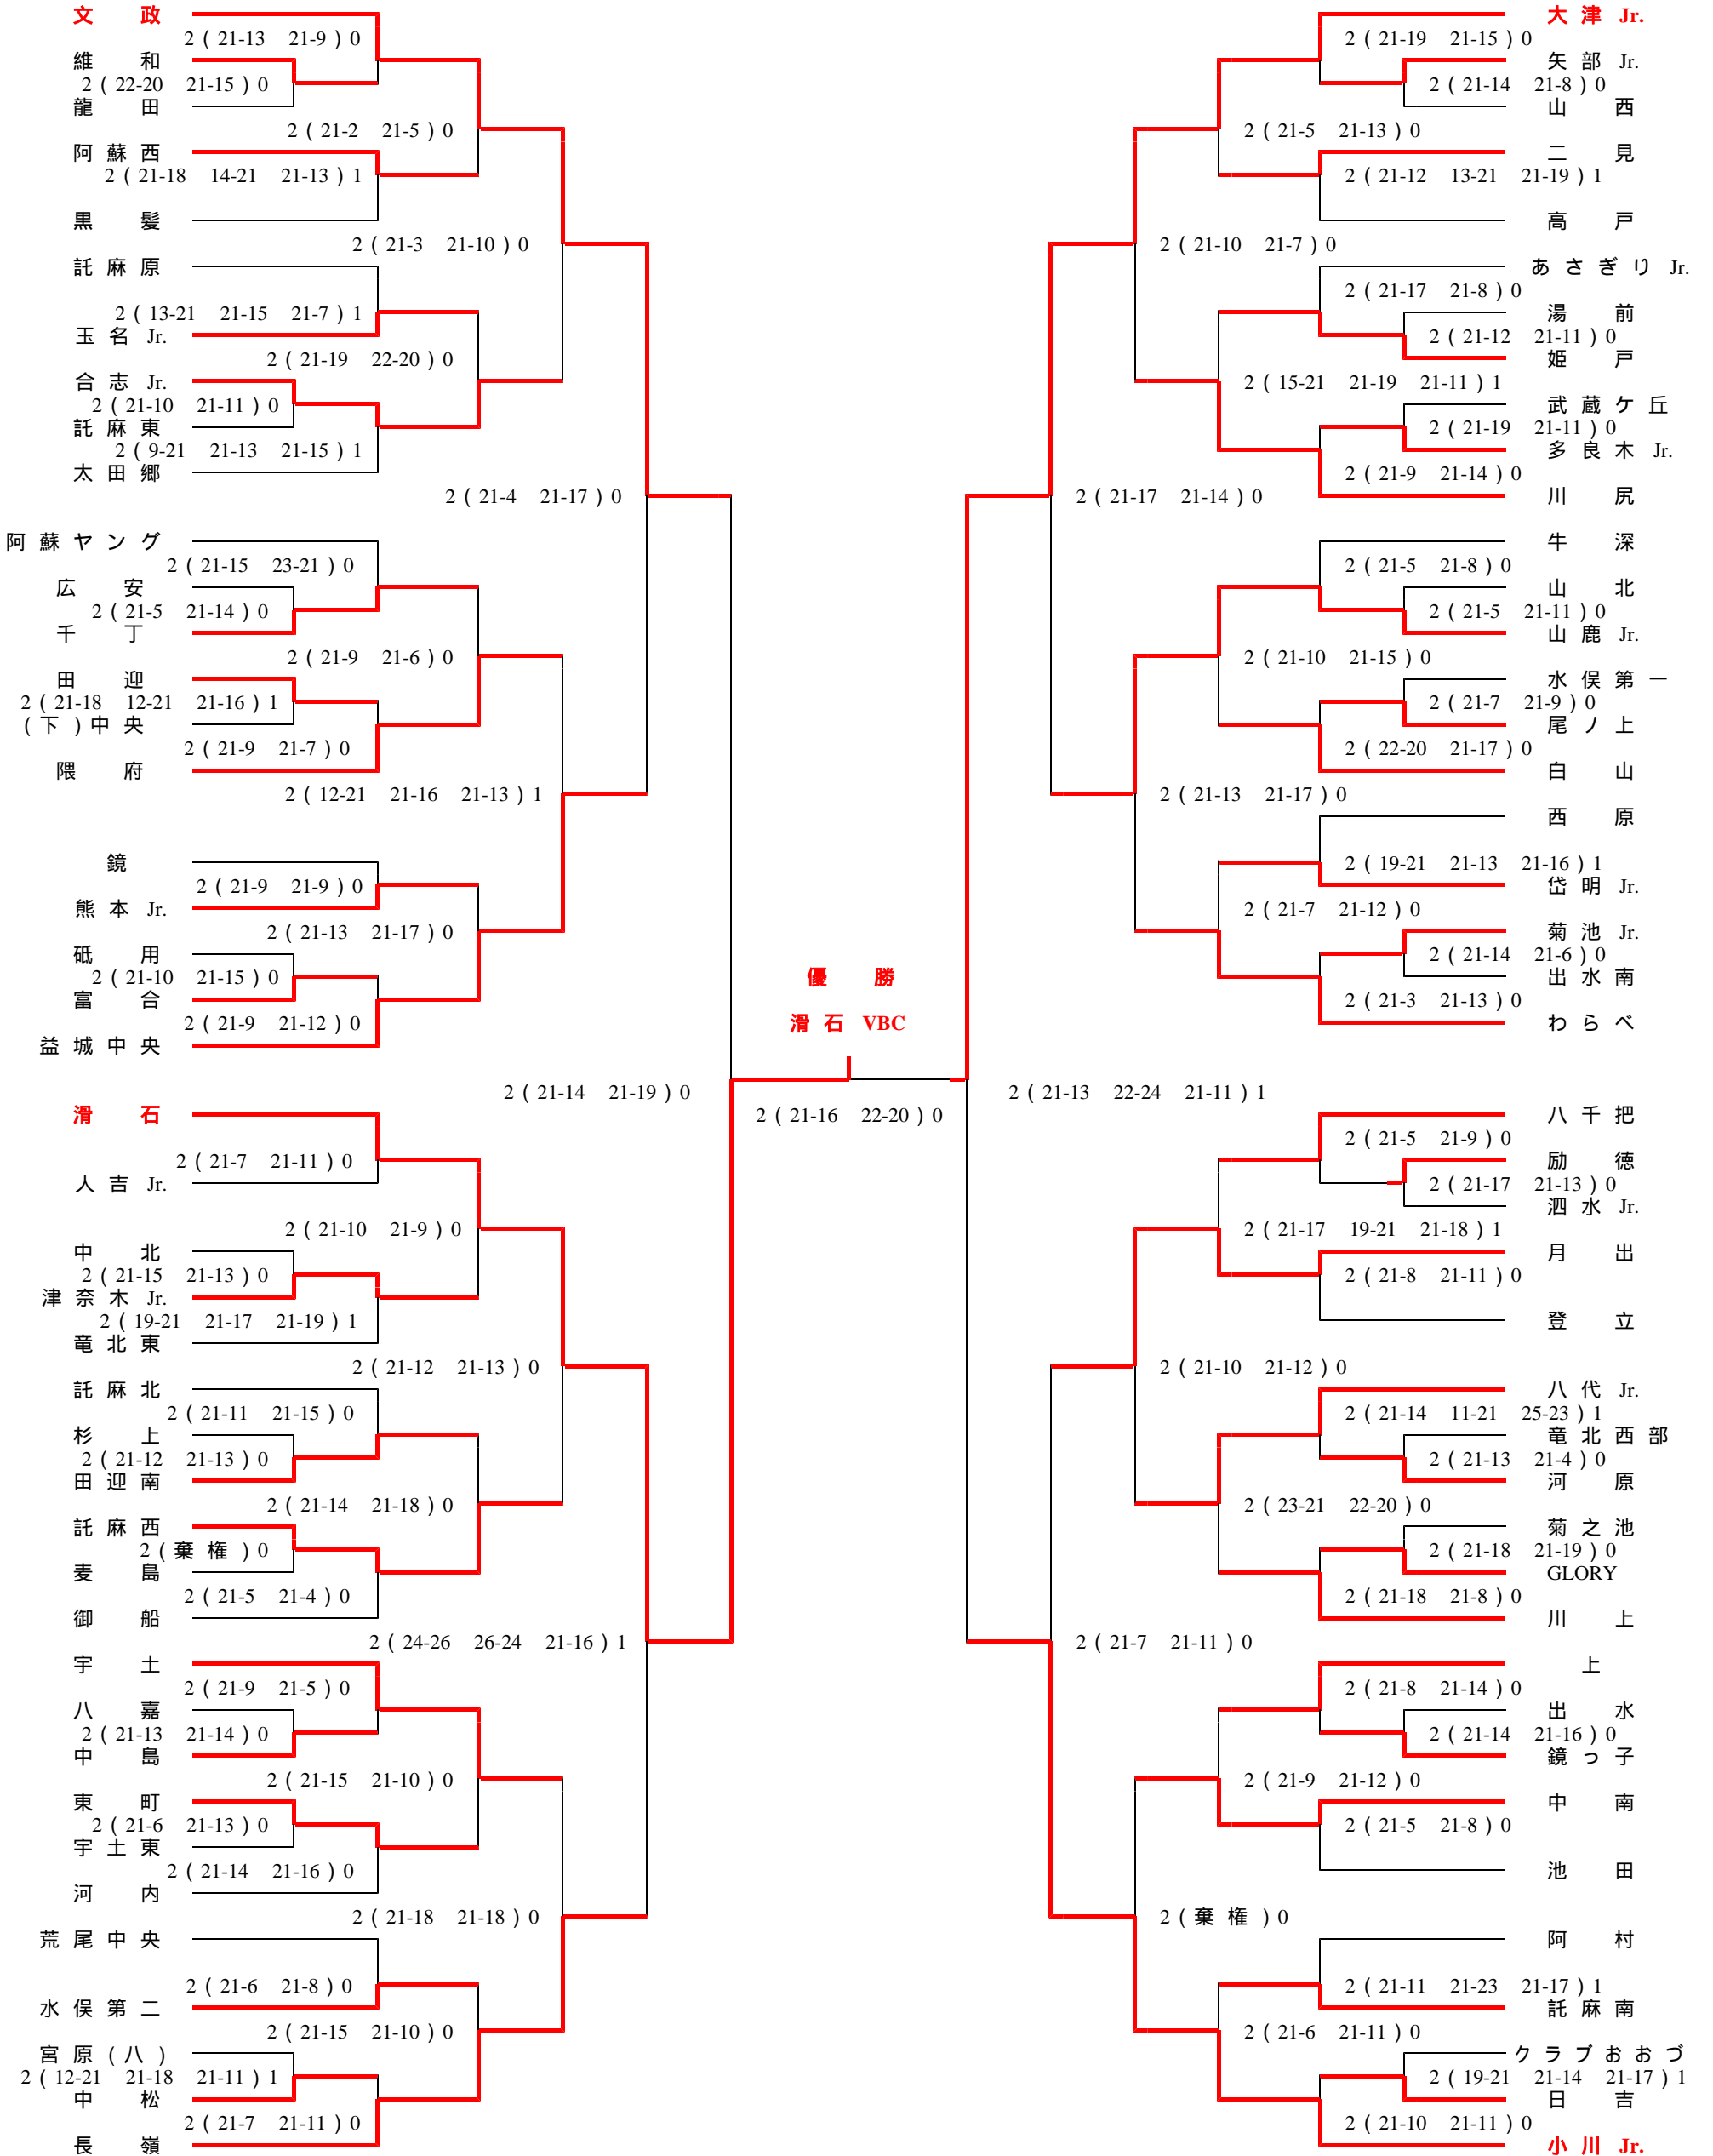 文政
2 ( 21-13 21-9 ) 0
維和
2 ( 22-20 21-15 ) 0
龍田
2 ( 21-2 21-5 ) 0
阿蘇西
2 ( 21-18 14-21 21-13 ) 1
黒髪
2 ( 21-3 21-10 ) 0
託麻原
2 ( 13-21 21-15 21-7 ) 1
玉名 Jr.
2 ( 21-19 22-20 ) 0
合志 Jr.
2 ( 21-10 21-11 ) 0
託麻東
2 ( 9-21 21-13 21-15 ) 1
太田郷
2 ( 21-4 21-17 ) 0
阿蘇ヤング
2 ( 21-15 23-21 ) 0
広安
2 ( 21-5 21-14 ) 0
千丁
2 ( 21-9 21-6 ) 0
田迎
2 ( 21-18 12-21 21-16 ) 1
(下)中央
2 ( 21-9 21-7 ) 0
隈府
2 ( 12-21 21-16 21-13 ) 1
鏡
2 ( 21-9 21-9 ) 0
熊本 Jr.
2 ( 21-13 21-17 ) 0
砥用
2 ( 21-10 21-15 ) 0
富合
2 ( 21-9 21-12 ) 0
益城中央
2 ( 21-14 21-19 ) 0
滑石
2 ( 21-7 21-11 ) 0
人吉 Jr.
2 ( 21-10 21-9 ) 0
中北
2 ( 21-15 21-13 ) 0
津奈木 Jr.
2 ( 19-21 21-17 21-19 ) 1
竜北東
2 ( 21-12 21-13 ) 0
託麻北
2 ( 21-11 21-15 ) 0
杉上
2 ( 21-12 21-13 ) 0
田迎南
2 ( 21-14 21-18 ) 0
託麻西
2 ( 棄権 ) 0
麦島
2 ( 21-5 21-4 ) 0
御船
2 ( 24-26 26-24 21-16 ) 1
宇土
2 ( 21-9 21-5 ) 0
八嘉
2 ( 21-13 21-14 ) 0
中島
2 ( 21-15 21-10 ) 0
東町
2 ( 21-6 21-13 ) 0
宇土東
2 ( 21-14 21-16 ) 0
河内
2 ( 21-18 21-18 ) 0
荒尾中央
2 ( 21-6 21-8 ) 0
水俣第二
2 ( 21-15 21-10 ) 0
宮原(八)
2 ( 12-21 21-18 21-11 ) 1
中松
2 ( 21-7 21-11 ) 0
長嶺
優勝
滑石 VBC
2 ( 21-16 22-20 ) 0
大津 Jr.
2 ( 21-19 21-15 ) 0
矢部 Jr.
2 ( 21-14 21-8 ) 0
山西
2 ( 21-5 21-13 ) 0
二見
2 ( 21-12 13-21 21-19 ) 1
高戸
2 ( 21-10 21-7 ) 0
あさぎり Jr.
2 ( 21-17 21-8 ) 0
湯前
2 ( 21-12 21-11 ) 0
姫戸
2 ( 15-21 21-19 21-11 ) 1
武蔵ケ丘
2 ( 21-19 21-11 ) 0
多良木 Jr.
2 ( 21-9 21-14 ) 0
川尻
2 ( 21-17 21-14 ) 0
牛深
2 ( 21-5 21-8 ) 0
山北
2 ( 21-5 21-11 ) 0
山鹿 Jr.
2 ( 21-10 21-15 ) 0
水俣第一
2 ( 21-7 21-9 ) 0
尾ノ上
2 ( 22-20 21-17 ) 0
白山
2 ( 21-13 21-17 ) 0
西原
2 ( 19-21 21-13 21-16 ) 1
岱明 Jr.
2 ( 21-7 21-12 ) 0
菊池 Jr.
2 ( 21-14 21-6 ) 0
出水南
2 ( 21-3 21-13 ) 0
わらべ
2 ( 21-13 22-24 21-11 ) 1
八千把
2 ( 21-5 21-9 ) 0
励徳
2 ( 21-17 21-13 ) 0
泗水 Jr.
2 ( 21-17 19-21 21-18 ) 1
月出
2 ( 21-8 21-11 ) 0
登立
2 ( 21-10 21-12 ) 0
八代 Jr.
2 ( 21-14 11-21 25-23 ) 1
竜北西部
2 ( 21-13 21-4 ) 0
河原
2 ( 23-21 22-20 ) 0
菊之池
2 ( 21-18 21-19 ) 0
GLORY
2 ( 21-18 21-8 ) 0
川上
2 ( 21-7 21-11 ) 0
上
2 ( 21-8 21-14 ) 0
出水
2 ( 21-14 21-16 ) 0
鏡っ子
2 ( 21-9 21-12 ) 0
中南
2 ( 21-5 21-8 ) 0
池田
2 ( 棄権 ) 0
阿村
2 ( 21-11 21-23 21-17 ) 1
託麻南
2 ( 21-6 21-11 ) 0
クラブおおづ
2 ( 19-21 21-14 21-17 ) 1
日吉
2 ( 21-10 21-11 ) 0
小川 Jr.